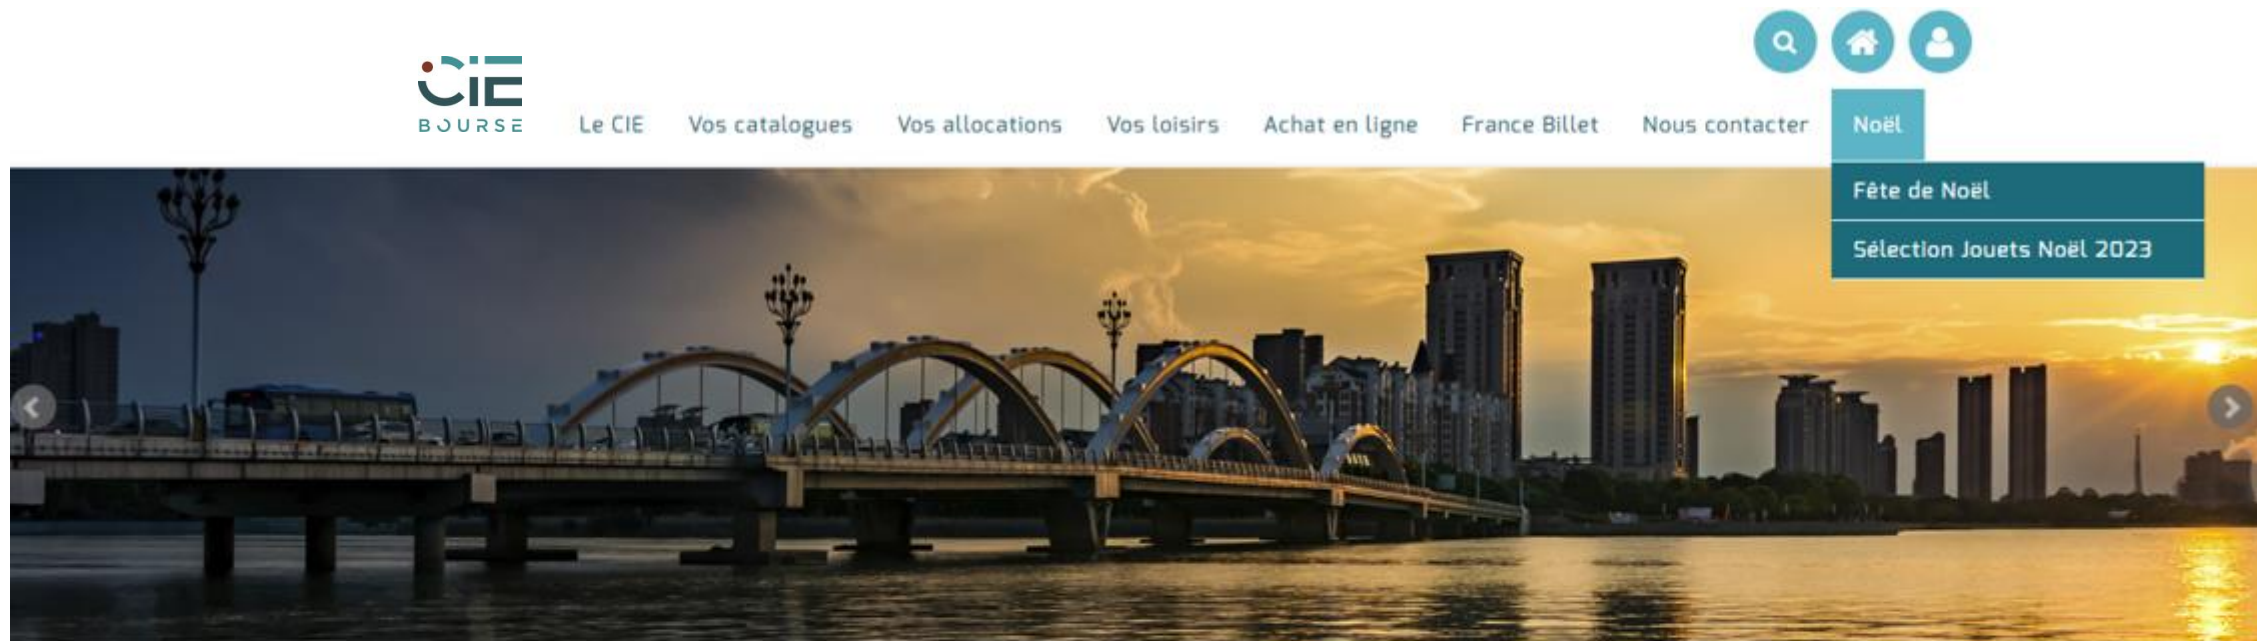 CIE
BOURSE
Le CIE Vos catalogues Vos allocations Vos loisirs Achat en ligne France Billet Nous contacter Noël
Fête de Noël
Sélection Jouets Noël 2023